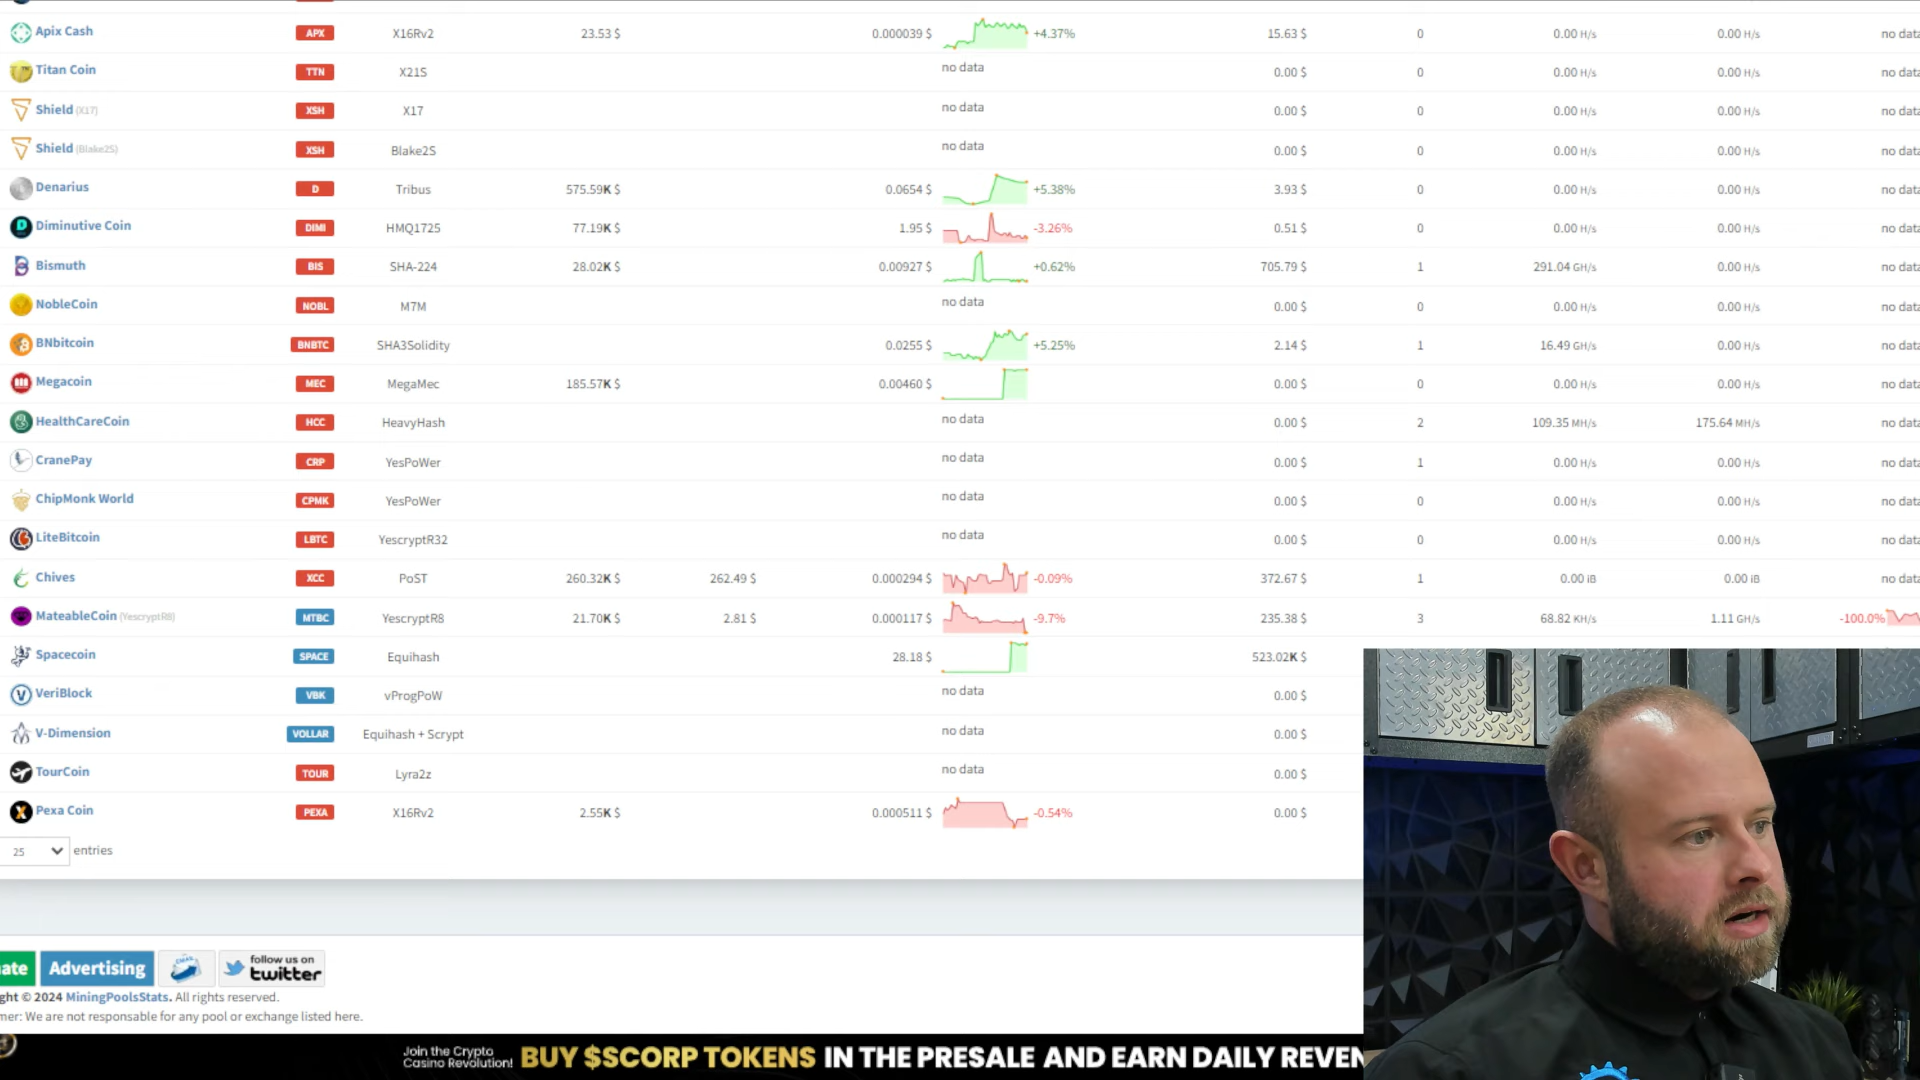 Apix Cash APX X16Rv2 23.53 $ 0.000039 $ +4.37% 15.63 $ 0 0.00 H/s 0.00 H/s no data
Titan Coin TTN X21S no data 0.00 $ 0 0.00 H/s 0.00 H/s no data
Shield (X17) XSH X17 no data 0.00 $ 0 0.00 H/s 0.00 H/s no data
Shield (Blake2S) XSH Blake2S no data 0.00 $ 0 0.00 H/s 0.00 H/s no data
Denarius D Tribus 575.59K $ 0.0654 $ +5.38% 3.93 $ 0 0.00 H/s 0.00 H/s no data
Diminutive Coin DIMI HMQ1725 77.19K $ 1.95 $ -3.26% 0.51 $ 0 0.00 H/s 0.00 H/s no data
Bismuth BIS SHA-224 28.02K $ 0.00927 $ +0.62% 705.79 $ 1 291.04 GH/s 0.00 H/s no data
NobleCoin NOBL M7M no data 0.00 $ 0 0.00 H/s 0.00 H/s no data
BNbitcoin BNBTC SHA3Solidity 0.0255 $ +5.25% 2.14 $ 1 16.49 GH/s 0.00 H/s no data
Megacoin MEC MegaMec 185.57K $ 0.00460 $ 0.00 $ 0 0.00 H/s 0.00 H/s no data
HealthCareCoin HCC HeavyHash no data 0.00 $ 2 109.35 MH/s 175.64 MH/s no data
CranePay CRP YesPoWer no data 0.00 $ 1 0.00 H/s 0.00 H/s no data
ChipMonk World CPMK YesPoWer no data 0.00 $ 0 0.00 H/s 0.00 H/s no data
LiteBitcoin LBTC YescryptR32 no data 0.00 $ 0 0.00 H/s 0.00 H/s no data
Chives XCC PoST 260.32K $ 262.49 $ 0.000294 $ -0.09% 372.67 $ 1 0.00 iB 0.00 iB no data
MateableCoin (YescryptR8) MTBC YescryptR8 21.70K $ 2.81 $ 0.000117 $ -9.7% 235.38 $ 3 68.82 KH/s 1.11 GH/s -100.0%
Spacecoin SPACE Equihash 28.18 $ 523.02K $
VeriBlock VBK vProgPoW no data 0.00 $
V-Dimension VOLLAR Equihash + Scrypt no data 0.00 $
TourCoin TOUR Lyra2z no data 0.00 $
Pexa Coin PEXA X16Rv2 2.55K $ 0.000511 $ -0.54% 0.00 $
25 entries
ate Advertising follow us on twitter
ght © 2024 MiningPoolsStats. All rights reserved.
mer: We are not responsible for any pool or exchange listed here.
Join the Crypto
Casino Revolution! BUY $SCORP TOKENS IN THE PRESALE AND EARN DAILY REVEN